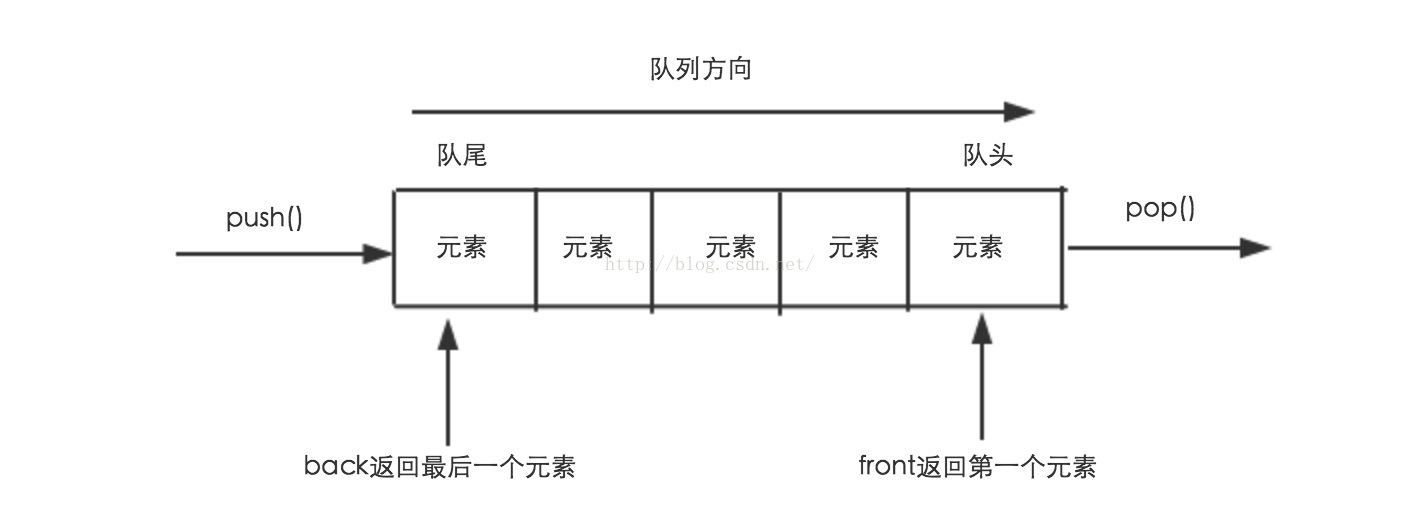 队列方向
队尾
队头
push()
pop()
元素
元素
元素
元素
元素
http://blog.csdn.net/
back返回最后一个元素
front返回第一个元素